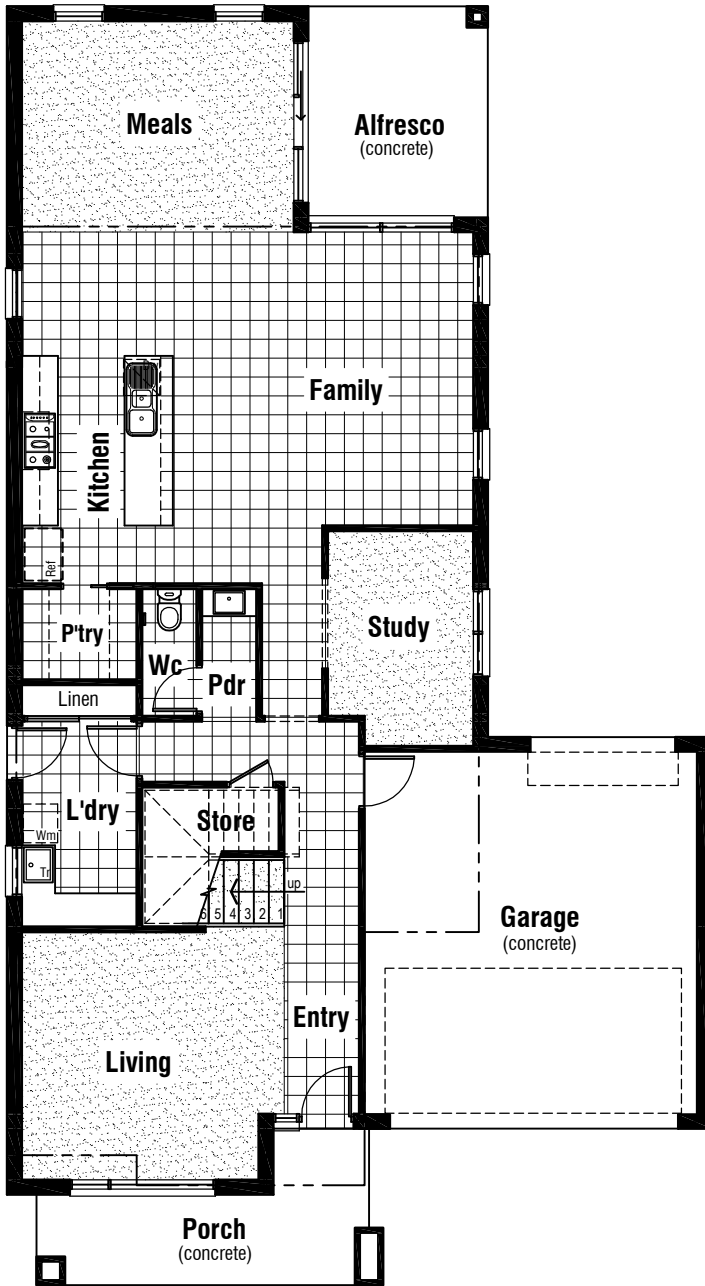 Meals
Alfresco
(concrete)
Family
Kitchen
Ref
P'try
Wc
Pdr
Study
Linen
L'dry
Wm
Tr
Store
up
6 5 4 3 2 1
Garage
(concrete)
Entry
Living
Porch
(concrete)